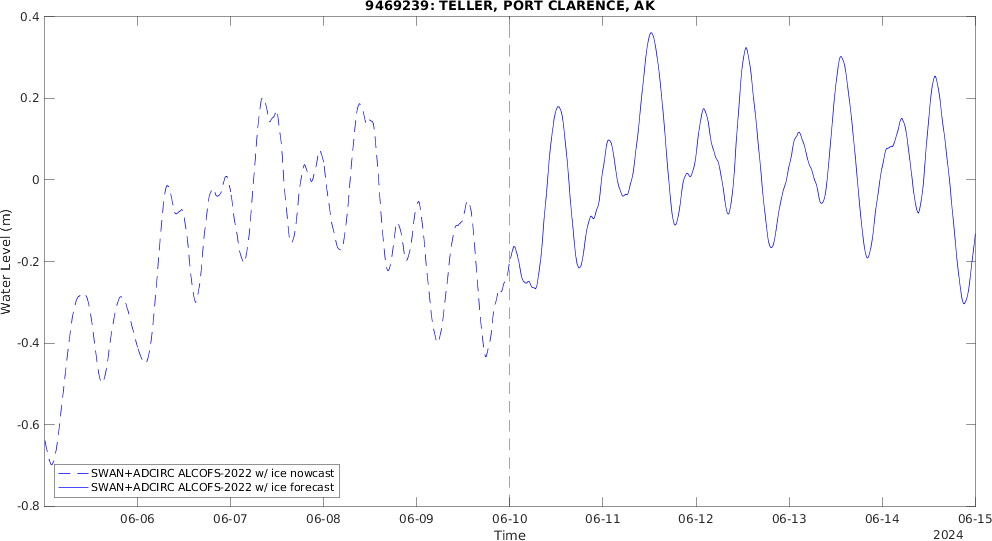 9469239: TELLER, PORT CLARENCE, AK
Water Level (m)
0.4
0.2
0
-0.2
-0.4
-0.6
-0.8
SWAN+ADCIRC ALCOFS-2022 w/ ice nowcast
SWAN+ADCIRC ALCOFS-2022 w/ ice forecast
06-06 06-07 06-08 06-09 06-10 06-11 06-12 06-13 06-14 06-15
Time
2024